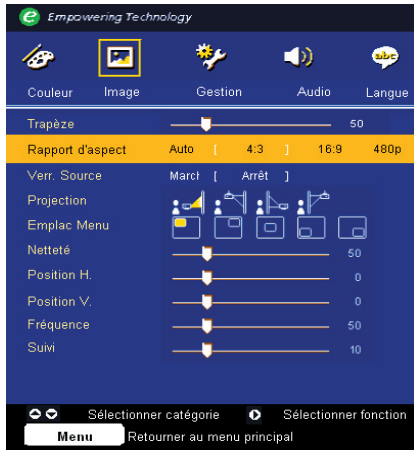 e Empowering Technology
abc
Couleur Image Gestion Audio Langue
Trapèze 50
Rapport d'aspect Auto [ 4:3 ] 16:9 480p
Verr. Source March [ Arrêt ]
Projection
Emplac Menu
Netteté 50
Position H. 0
Position V. 0
Fréquence 50
Suivi 10
Sélectionner catégorie Sélectionner fonction
Menu Retourner au menu principal